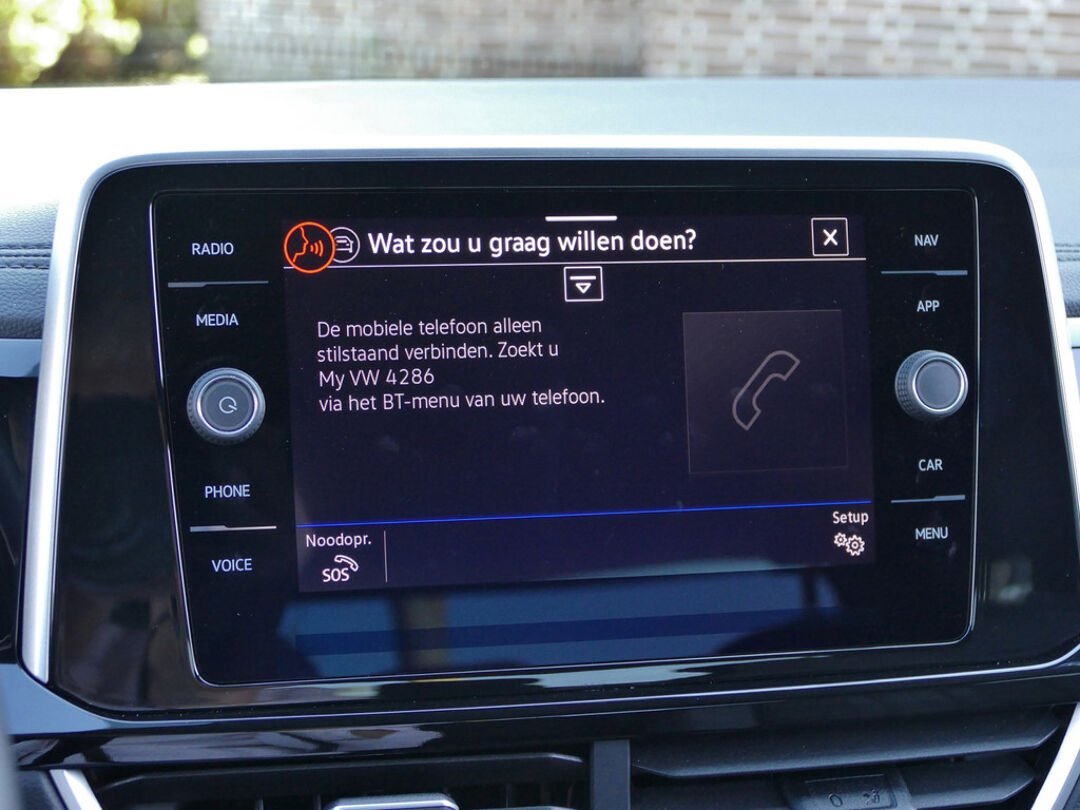 RADIO
MEDIA
PHONE
VOICE
Wat zou u graag willen doen?
X
De mobiele telefoon alleen
stilstaand verbinden. Zoekt u
My VW 4286
via het BT-menu van uw telefoon.
Noodopr.
SOS
Setup
NAV
APP
CAR
MENU